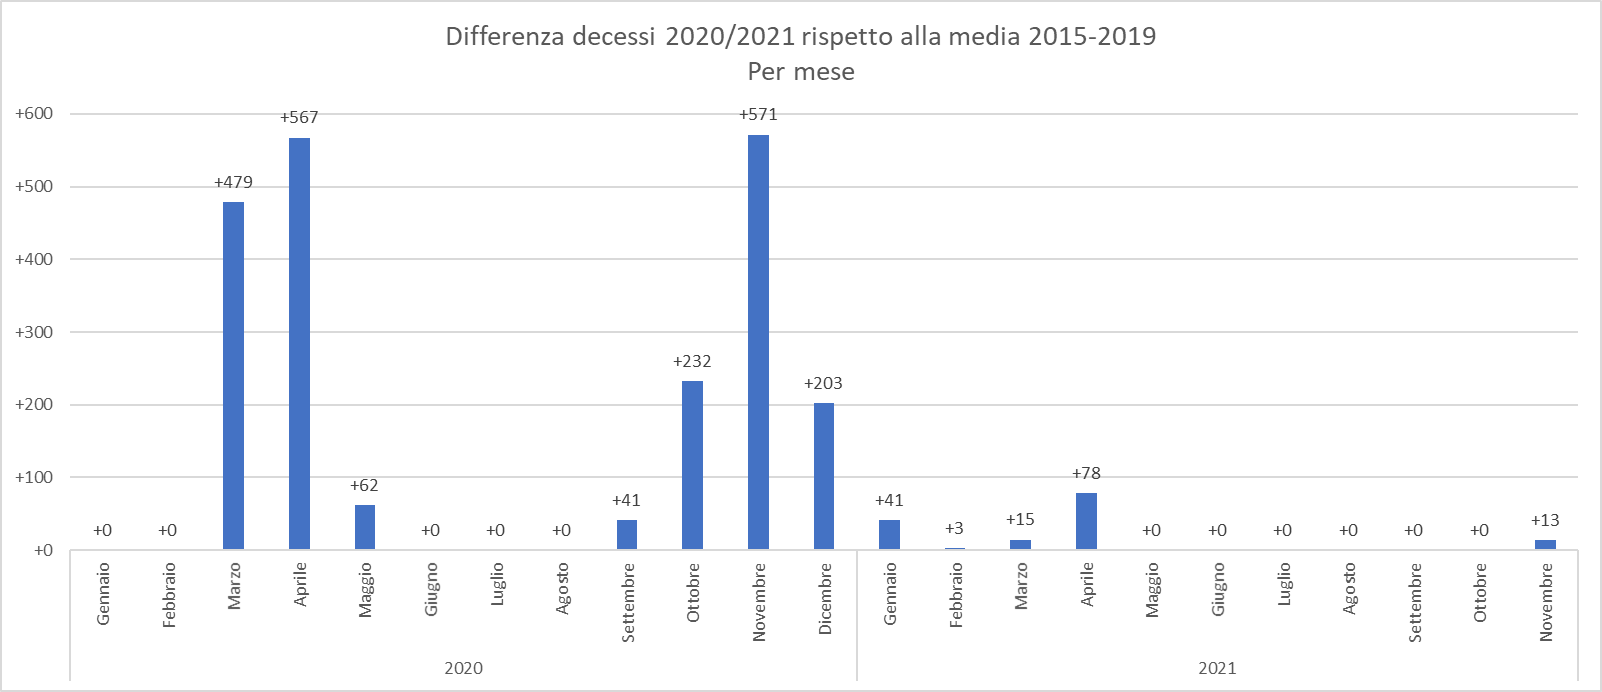 Differenza decessi 2020/2021 rispetto alla media 2015-2019
Per mese
+600
+500
+400
+300
+200
+100
+0
+0
+0
+479
+567
+62
+0
+0
+0
+41
+232
+571
+203
+41
+3
+15
+78
+0
+0
+0
+0
+0
+0
+13
Gennaio
Febbraio
Marzo
Aprile
Maggio
Giugno
Luglio
Agosto
Settembre
Ottobre
Novembre
Dicembre
Gennaio
Febbraio
Marzo
Aprile
Maggio
Giugno
Luglio
Agosto
Settembre
Ottobre
Novembre
2020
2021